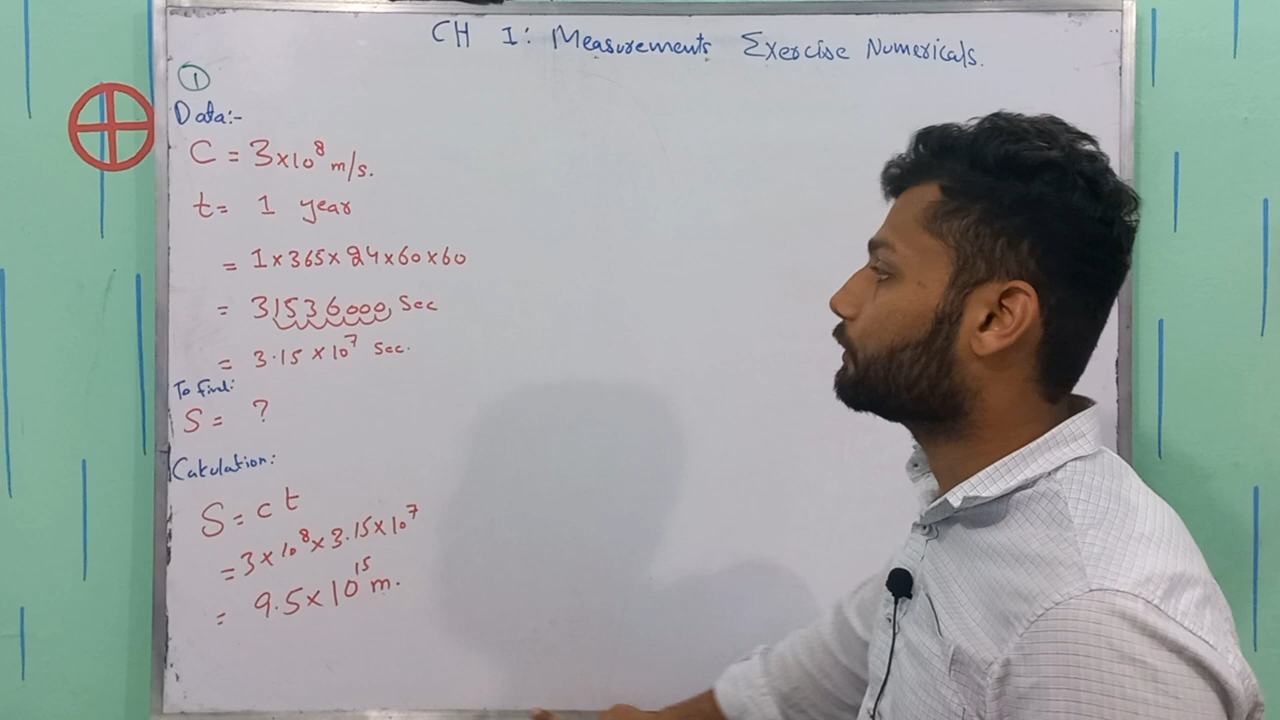 CH 1: Measurements Exercise Numericals.
1
Data:-
C = 3×10⁸ m/s.
t = 1 year
= 1×365×24×60×60
= 31536000 Sec
= 3.15×10⁷ Sec.
To Find:
S = ?
Calculation:
S = c t
= 3×10⁸×3.15×10⁷
= 9.5×10¹⁵ m.